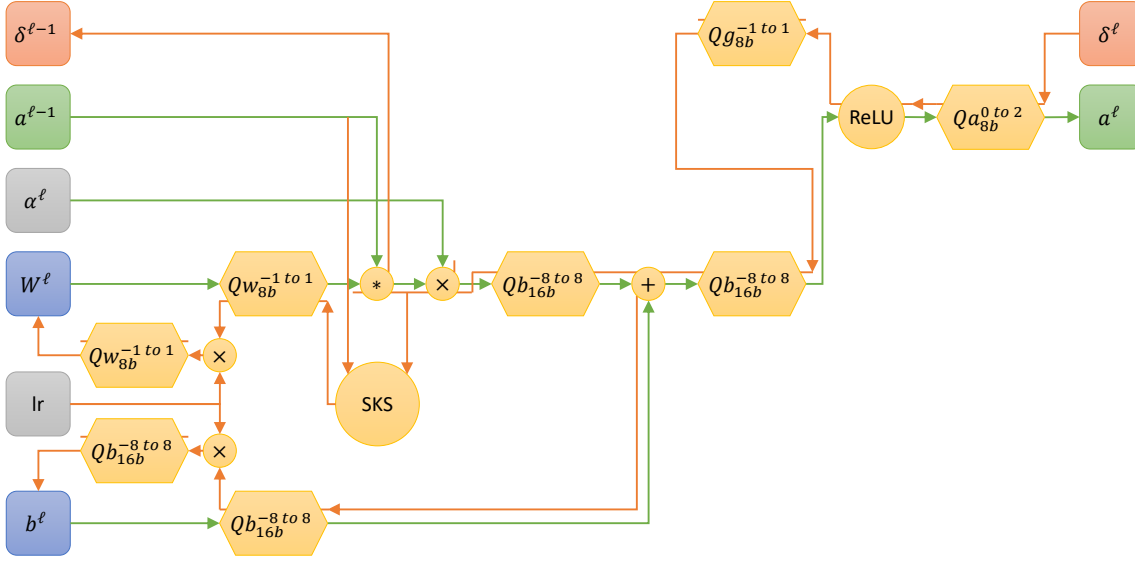 δ^{ℓ−1}
Qg_{8b}^{−1 to 1}
δ^ℓ
a^{ℓ−1}
ReLU
Qa_{8b}^{0 to 2}
a^ℓ
α^ℓ
W^ℓ
Qw_{8b}^{−1 to 1}
*
×
Qb_{16b}^{−8 to 8}
+
Qb_{16b}^{−8 to 8}
Qw_{8b}^{−1 to 1}
×
lr
SKS
Qb_{16b}^{−8 to 8}
×
b^ℓ
Qb_{16b}^{−8 to 8}